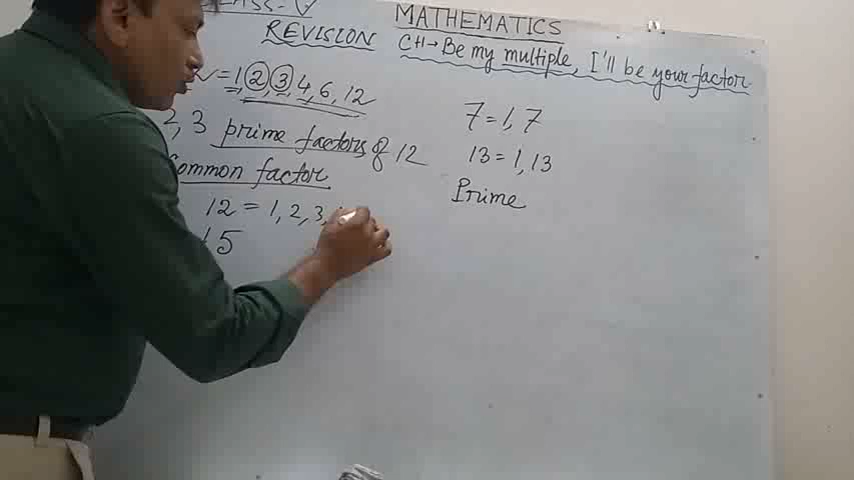 MATHEMATICS
REVISION CH→Be my multiple, I'll be your factor
= 1, 2, 3, 4, 6, 12
2, 3 prime factors of 12
Common factor
12 = 1, 2, 3,
15
7 = 1, 7
13 = 1, 13
Prime